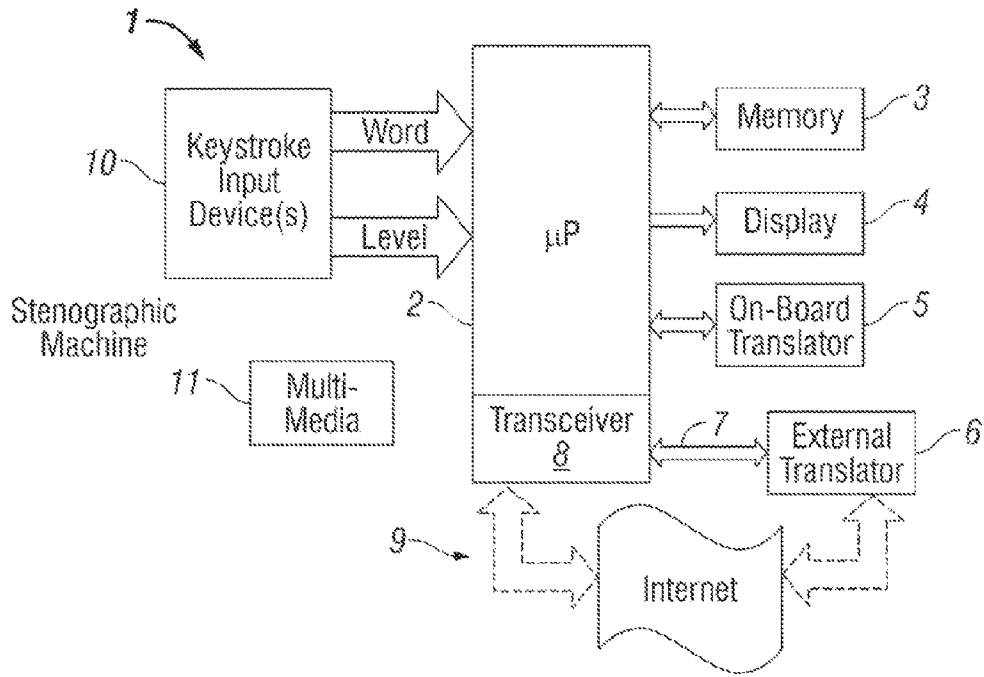 1
10
Keystroke
Input
Device(s)
Word
Level
Stenographic
Machine
11
Multi-
Media
2
µP
Transceiver
8
Memory
3
Display
4
On-Board
Translator
5
7
External
Translator
6
9
Internet